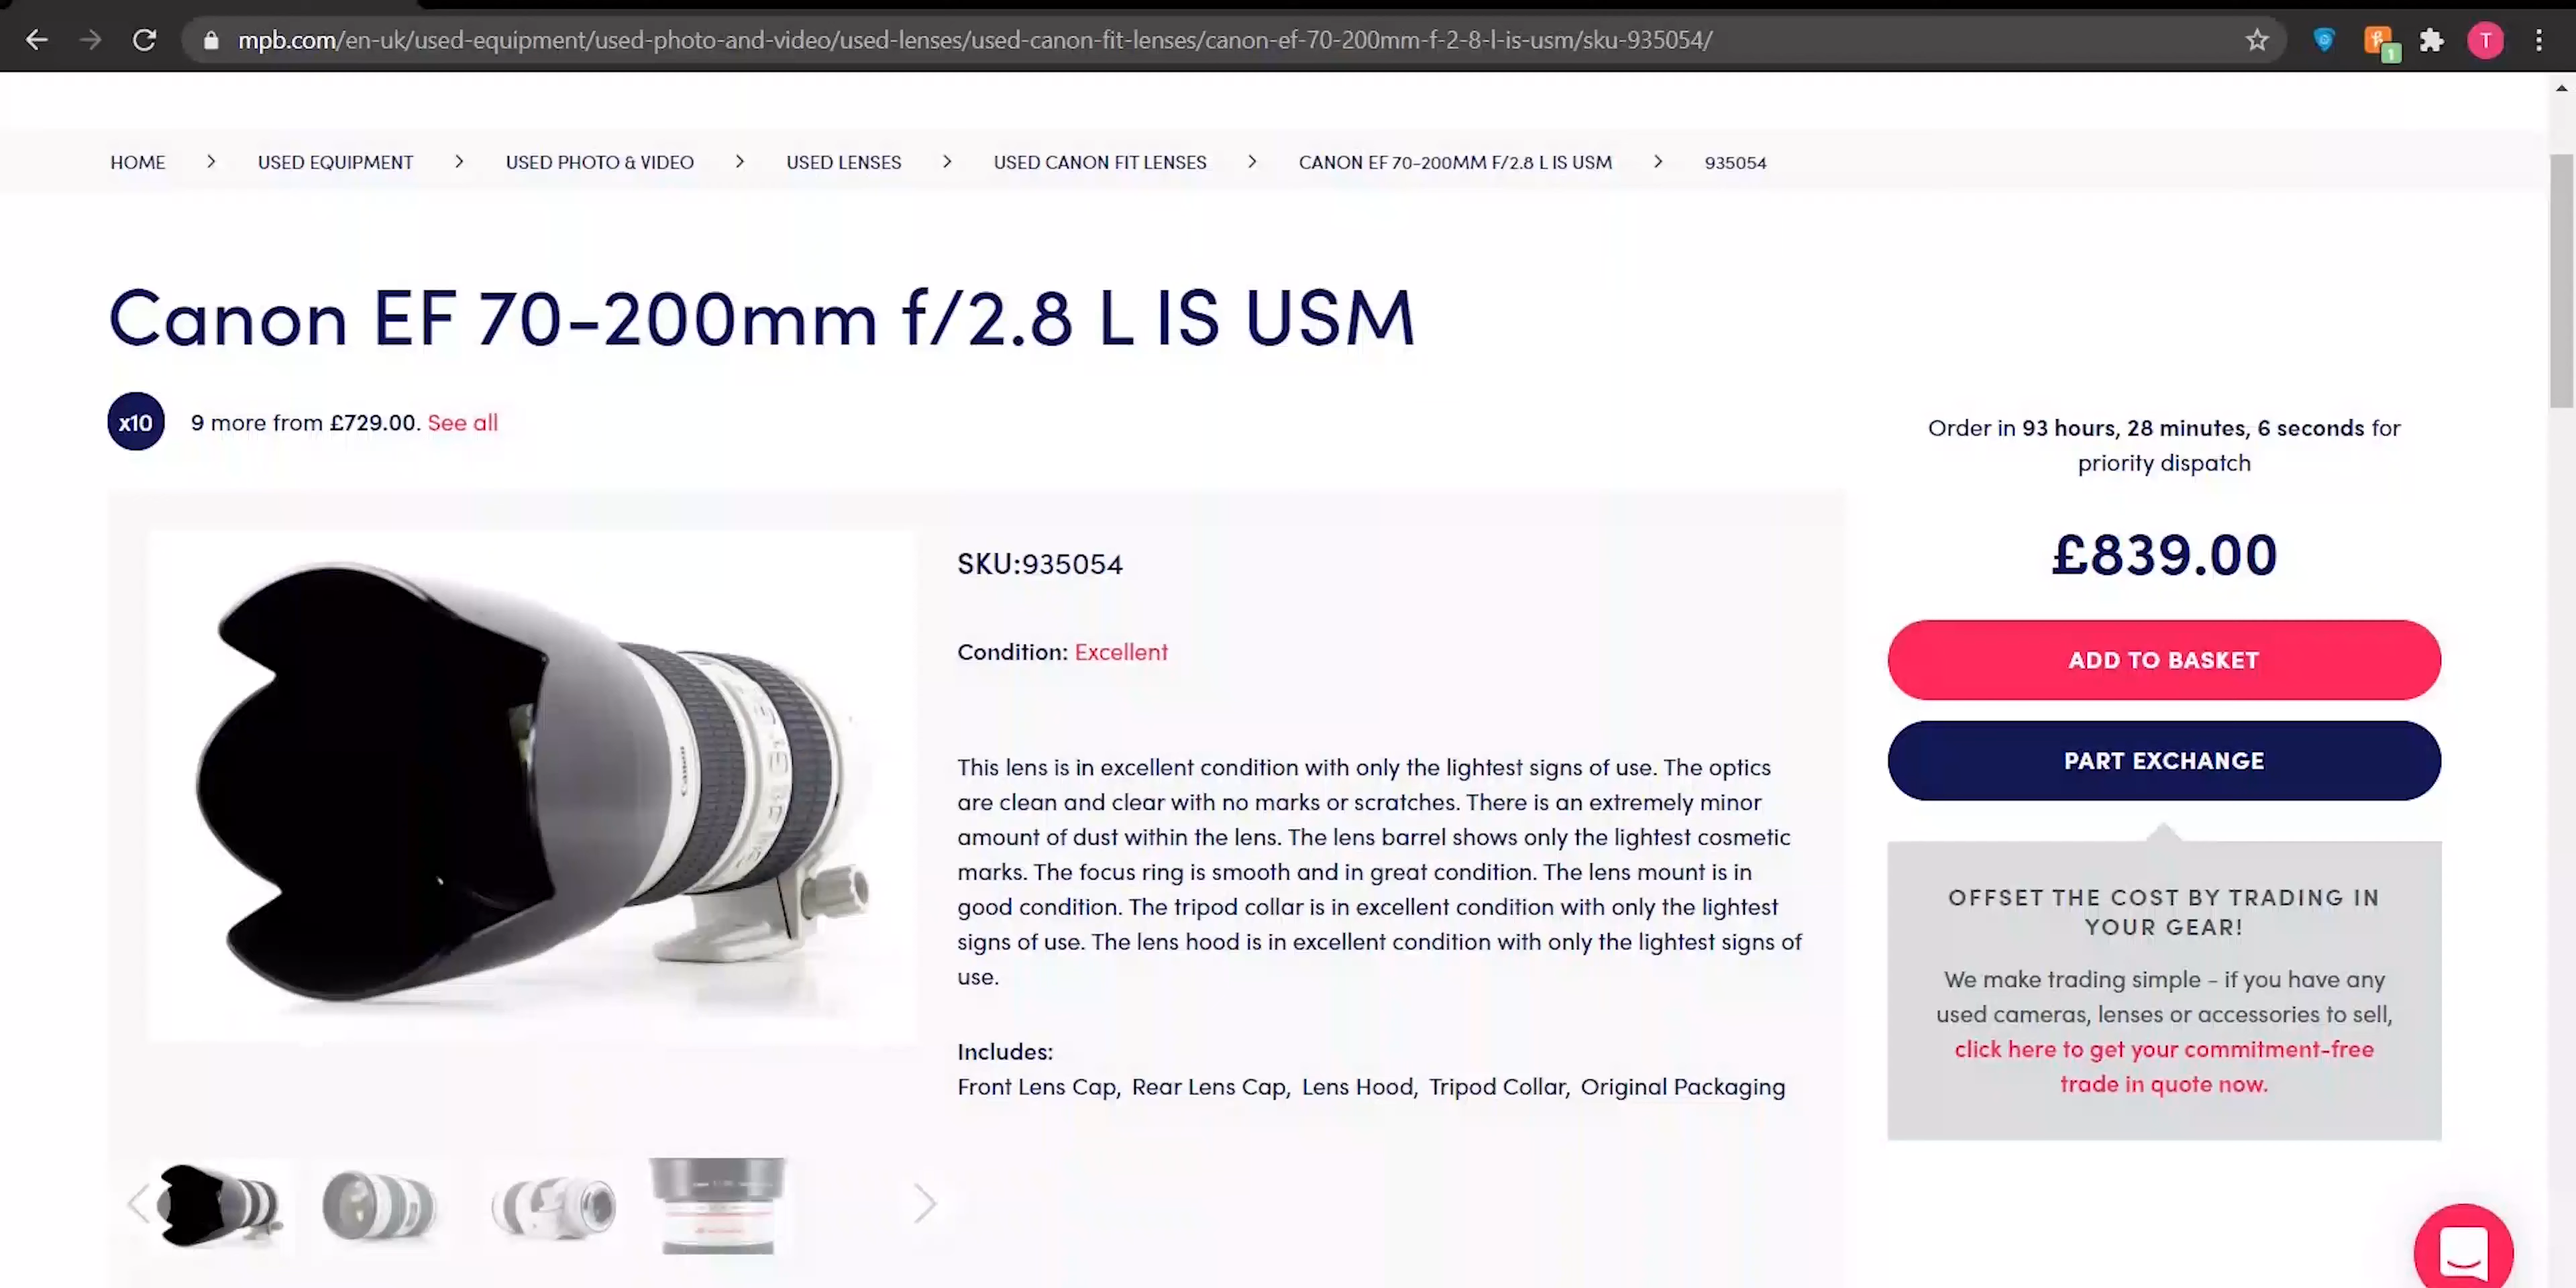 mpb.com/en-uk/used-equipment/used-photo-and-video/used-lenses/used-canon-fit-lenses/canon-ef-70-200mm-f-2-8-l-is-usm/sku-935054/
1
T
HOME > USED EQUIPMENT > USED PHOTO & VIDEO > USED LENSES > USED CANON FIT LENSES > CANON EF 70-200MM F/2.8 L IS USM > 935054
Canon EF 70-200mm f/2.8 L IS USM
x10 9 more from £729.00. See all
Order in 93 hours, 28 minutes, 6 seconds for
priority dispatch
£839.00
ADD TO BASKET
PART EXCHANGE
OFFSET THE COST BY TRADING IN
YOUR GEAR!
We make trading simple - if you have any
used cameras, lenses or accessories to sell,
click here to get your commitment-free
trade in quote now.
Canon
SKU:935054
Condition: Excellent
This lens is in excellent condition with only the lightest signs of use. The optics
are clean and clear with no marks or scratches. There is an extremely minor
amount of dust within the lens. The lens barrel shows only the lightest cosmetic
marks. The focus ring is smooth and in great condition. The lens mount is in
good condition. The tripod collar is in excellent condition with only the lightest
signs of use. The lens hood is in excellent condition with only the lightest signs of
use.
Includes:
Front Lens Cap, Rear Lens Cap, Lens Hood, Tripod Collar, Original Packaging